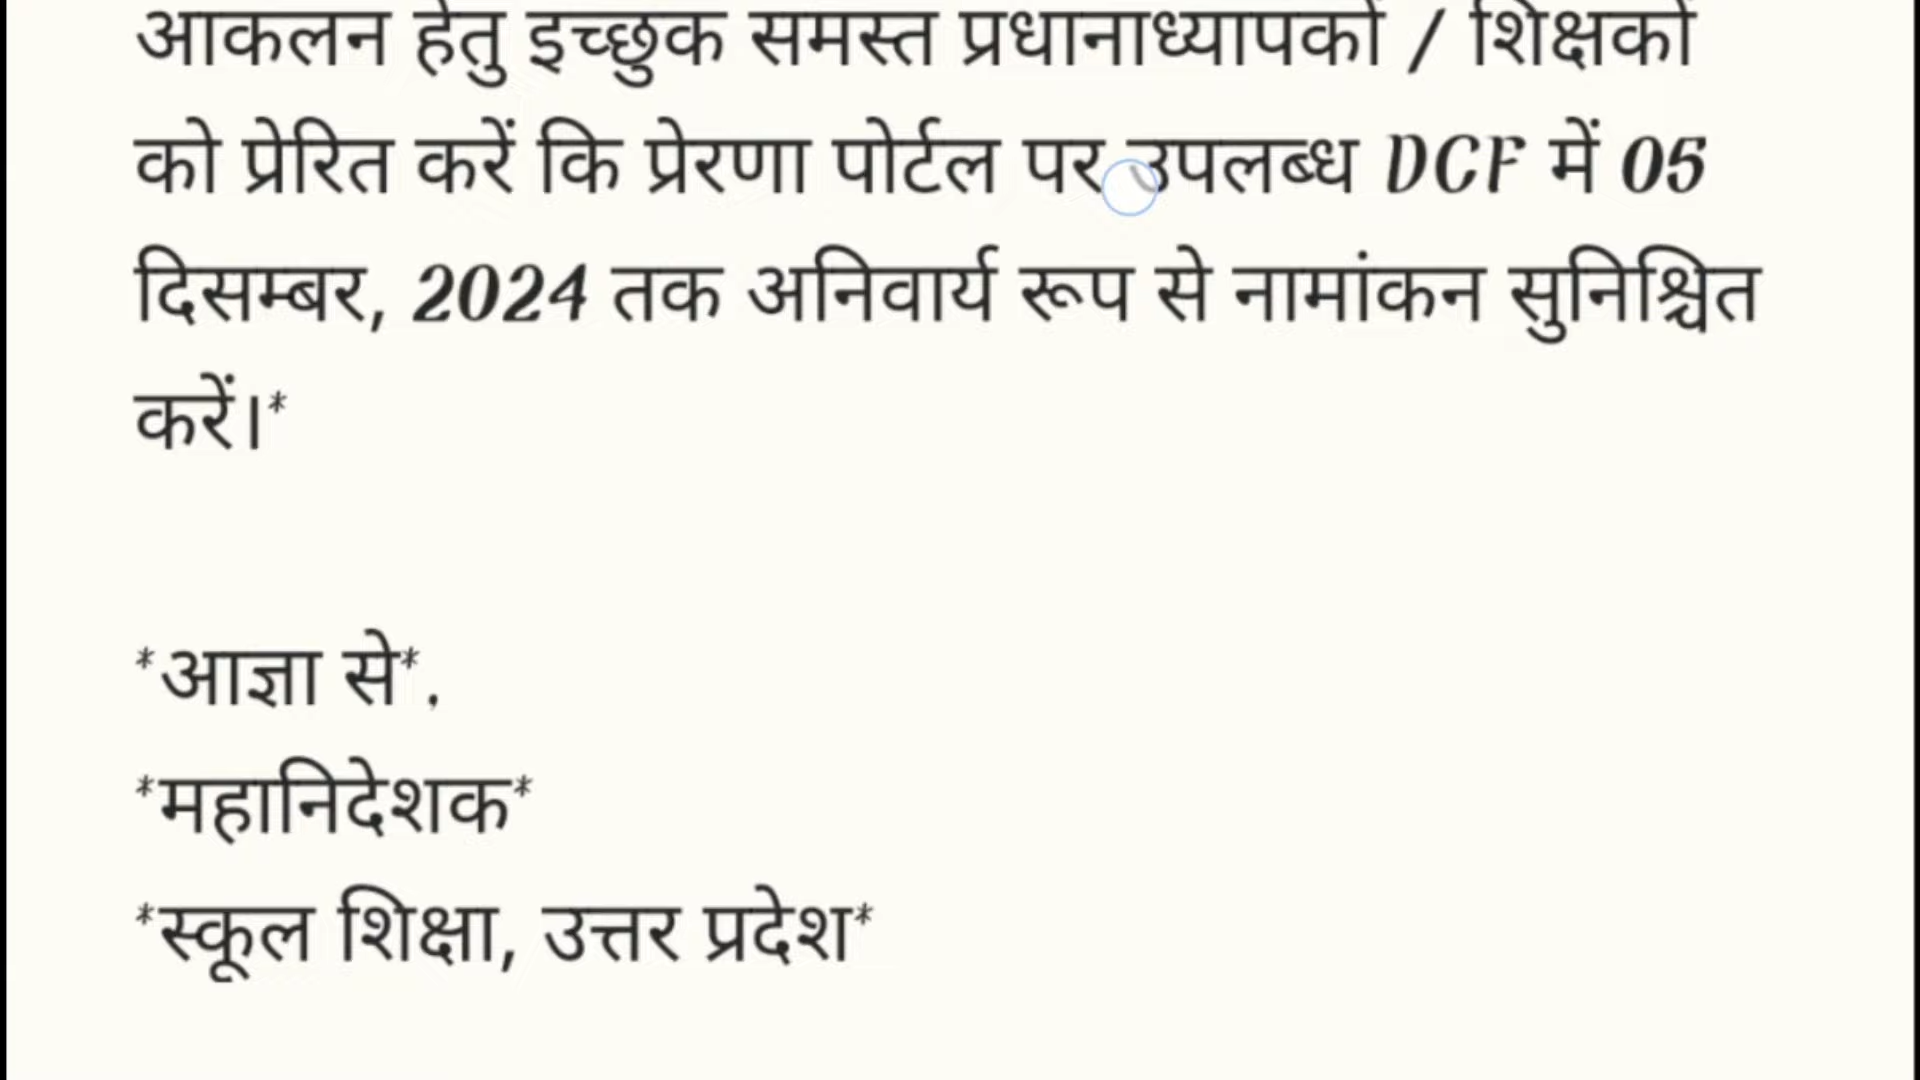 आकलन हेतु इच्छुक समस्त प्रधानाध्यापकों / शिक्षकों
को प्रेरित करें कि प्रेरणा पोर्टल पर उपलब्ध DCF में 05
दिसम्बर, 2024 तक अनिवार्य रूप से नामांकन सुनिश्चित
करें।*
*आज्ञा से*.
*महानिदेशक*
*स्कूल शिक्षा, उत्तर प्रदेश*